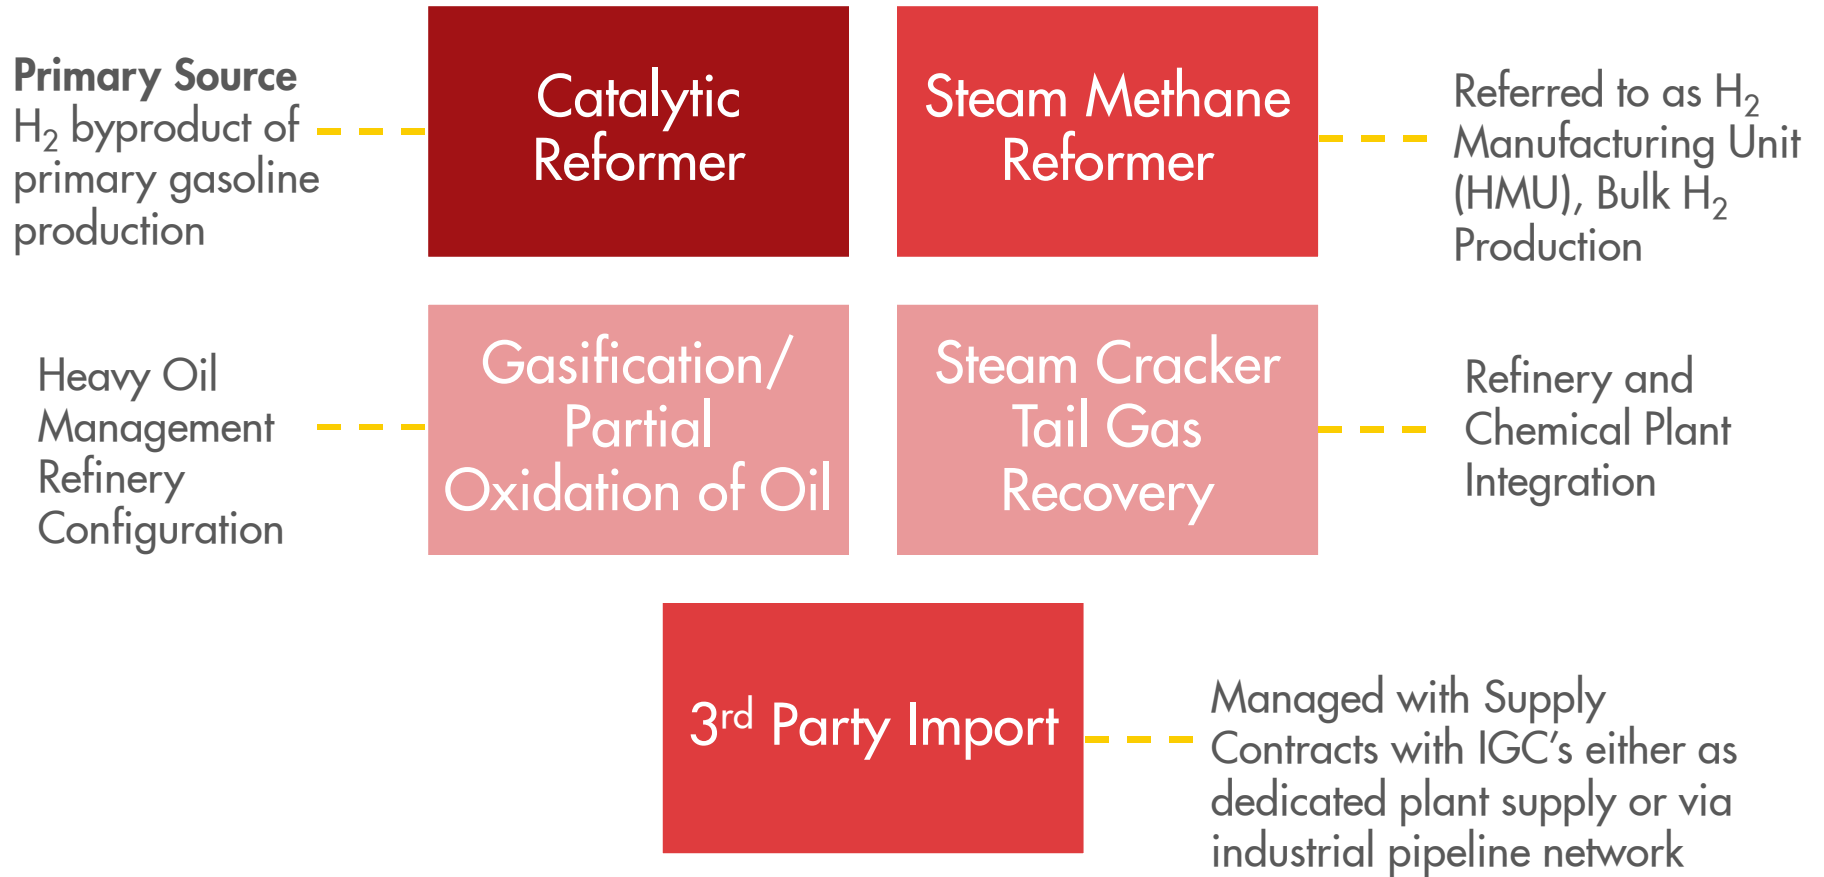 Primary Source
H₂ byproduct of
primary gasoline
production
Catalytic
Reformer
Steam Methane
Reformer
Referred to as H₂
Manufacturing Unit
(HMU), Bulk H₂
Production
Heavy Oil
Management
Refinery
Configuration
Gasification/
Partial
Oxidation of Oil
Steam Cracker
Tail Gas
Recovery
Refinery and
Chemical Plant
Integration
3rd Party Import
Managed with Supply
Contracts with IGC’s either as
dedicated plant supply or via
industrial pipeline network